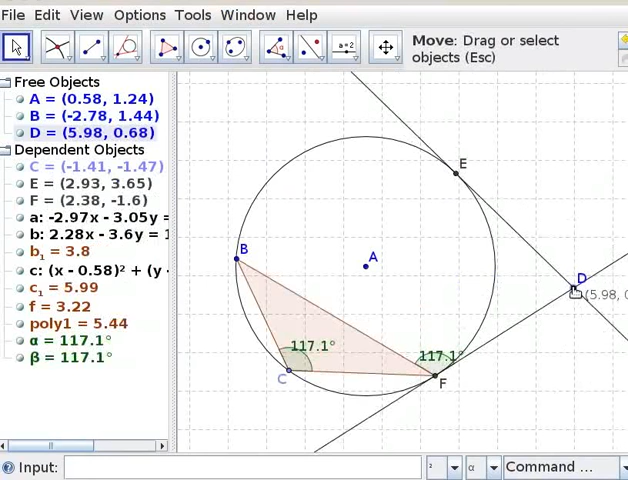 File Edit View Options Tools Window Help
a=2
Move: Drag or select
objects (Esc)
Free Objects
A = (0.58, 1.24)
B = (-2.78, 1.44)
D = (5.98, 0.68)
Dependent Objects
C = (-1.41, -1.47)
E = (2.93, 3.65)
F = (2.38, -1.6)
a: -2.97x - 3.05y =
b: 2.28x - 3.6y = 1
b₁ = 3.8
c: (x - 0.58)² + (y -
c₁ = 5.99
f = 3.22
poly1 = 5.44
α = 117.1°
β = 117.1°
E
B
A
D
(5.98, 0
117.1°
117.1°
C
F
Input:
²
α
Command ...